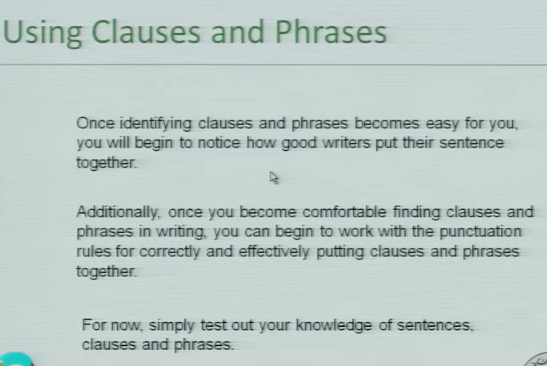 Using Clauses and Phrases
Once identifying clauses and phrases becomes easy for you,
you will begin to notice how good writers put their sentence
together.
Additionally, once you become comfortable finding clauses and
phrases in writing, you can begin to work with the punctuation
rules for correctly and effectively putting clauses and phrases
together.
For now, simply test out your knowledge of sentences,
clauses and phrases.